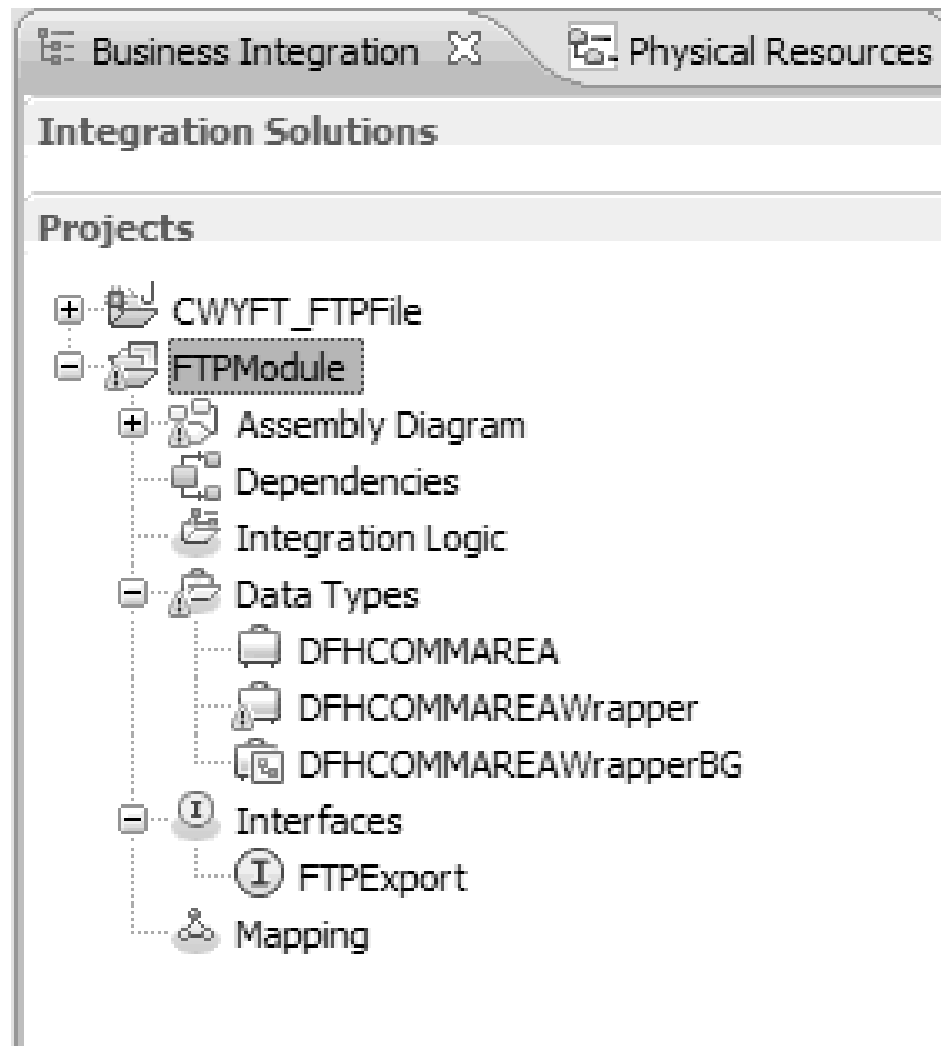 Business Integration Physical Resources
Integration Solutions
Projects
CWYFT_FTPFile
FTPModule
Assembly Diagram
Dependencies
Integration Logic
Data Types
DFHCOMMAREA
DFHCOMMAREAWrapper
DFHCOMMAREAWrapperBG
Interfaces
FTPExport
Mapping